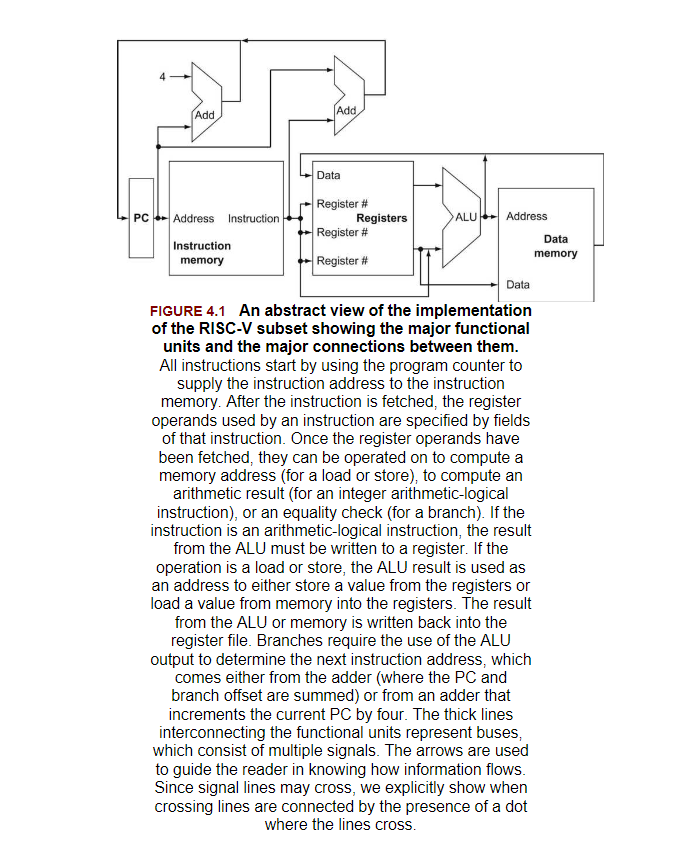 4
Add
Add
Data
Register #
PC
Address
Instruction
Registers
ALU
Address
Register #
Instruction
memory
Data
memory
Register #
Data
FIGURE 4.1 An abstract view of the implementation
of the RISC-V subset showing the major functional
units and the major connections between them.
All instructions start by using the program counter to
supply the instruction address to the instruction
memory. After the instruction is fetched, the register
operands used by an instruction are specified by fields
of that instruction. Once the register operands have
been fetched, they can be operated on to compute a
memory address (for a load or store), to compute an
arithmetic result (for an integer arithmetic-logical
instruction), or an equality check (for a branch). If the
instruction is an arithmetic-logical instruction, the result
from the ALU must be written to a register. If the
operation is a load or store, the ALU result is used as
an address to either store a value from the registers or
load a value from memory into the registers. The result
from the ALU or memory is written back into the
register file. Branches require the use of the ALU
output to determine the next instruction address, which
comes either from the adder (where the PC and
branch offset are summed) or from an adder that
increments the current PC by four. The thick lines
interconnecting the functional units represent buses,
which consist of multiple signals. The arrows are used
to guide the reader in knowing how information flows.
Since signal lines may cross, we explicitly show when
crossing lines are connected by the presence of a dot
where the lines cross.